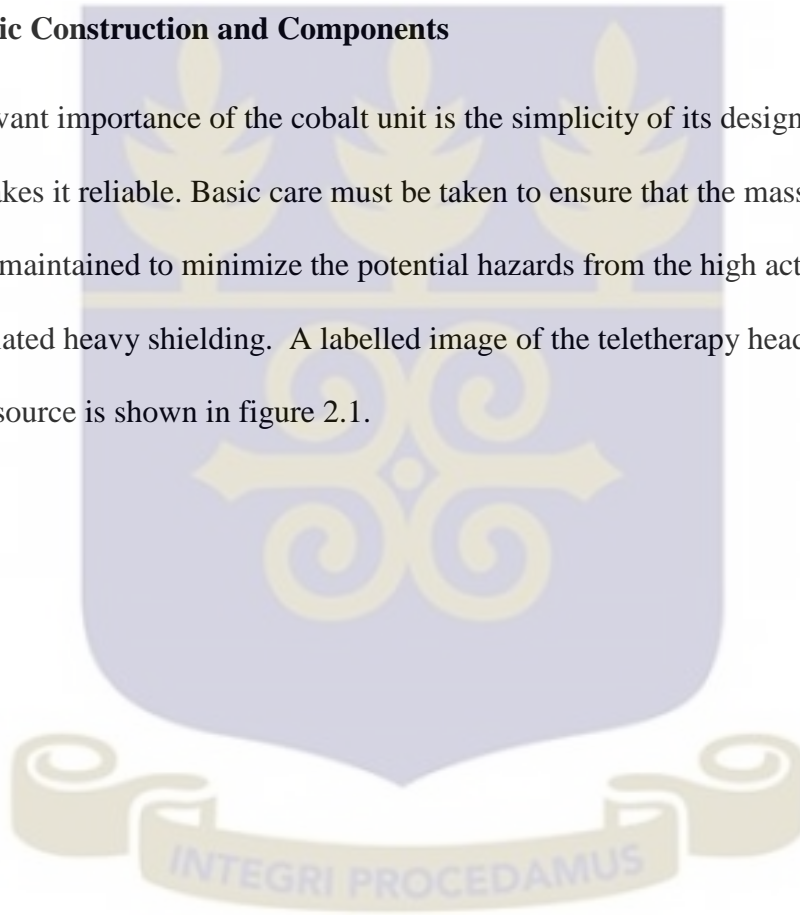 ic Construction and Components
vant importance of the cobalt unit is the simplicity of its design
kes it reliable. Basic care must be taken to ensure that the mass
maintained to minimize the potential hazards from the high act
lated heavy shielding. A labelled image of the teletherapy head
source is shown in figure 2.1.
INTEGRI PROCEDAMUS